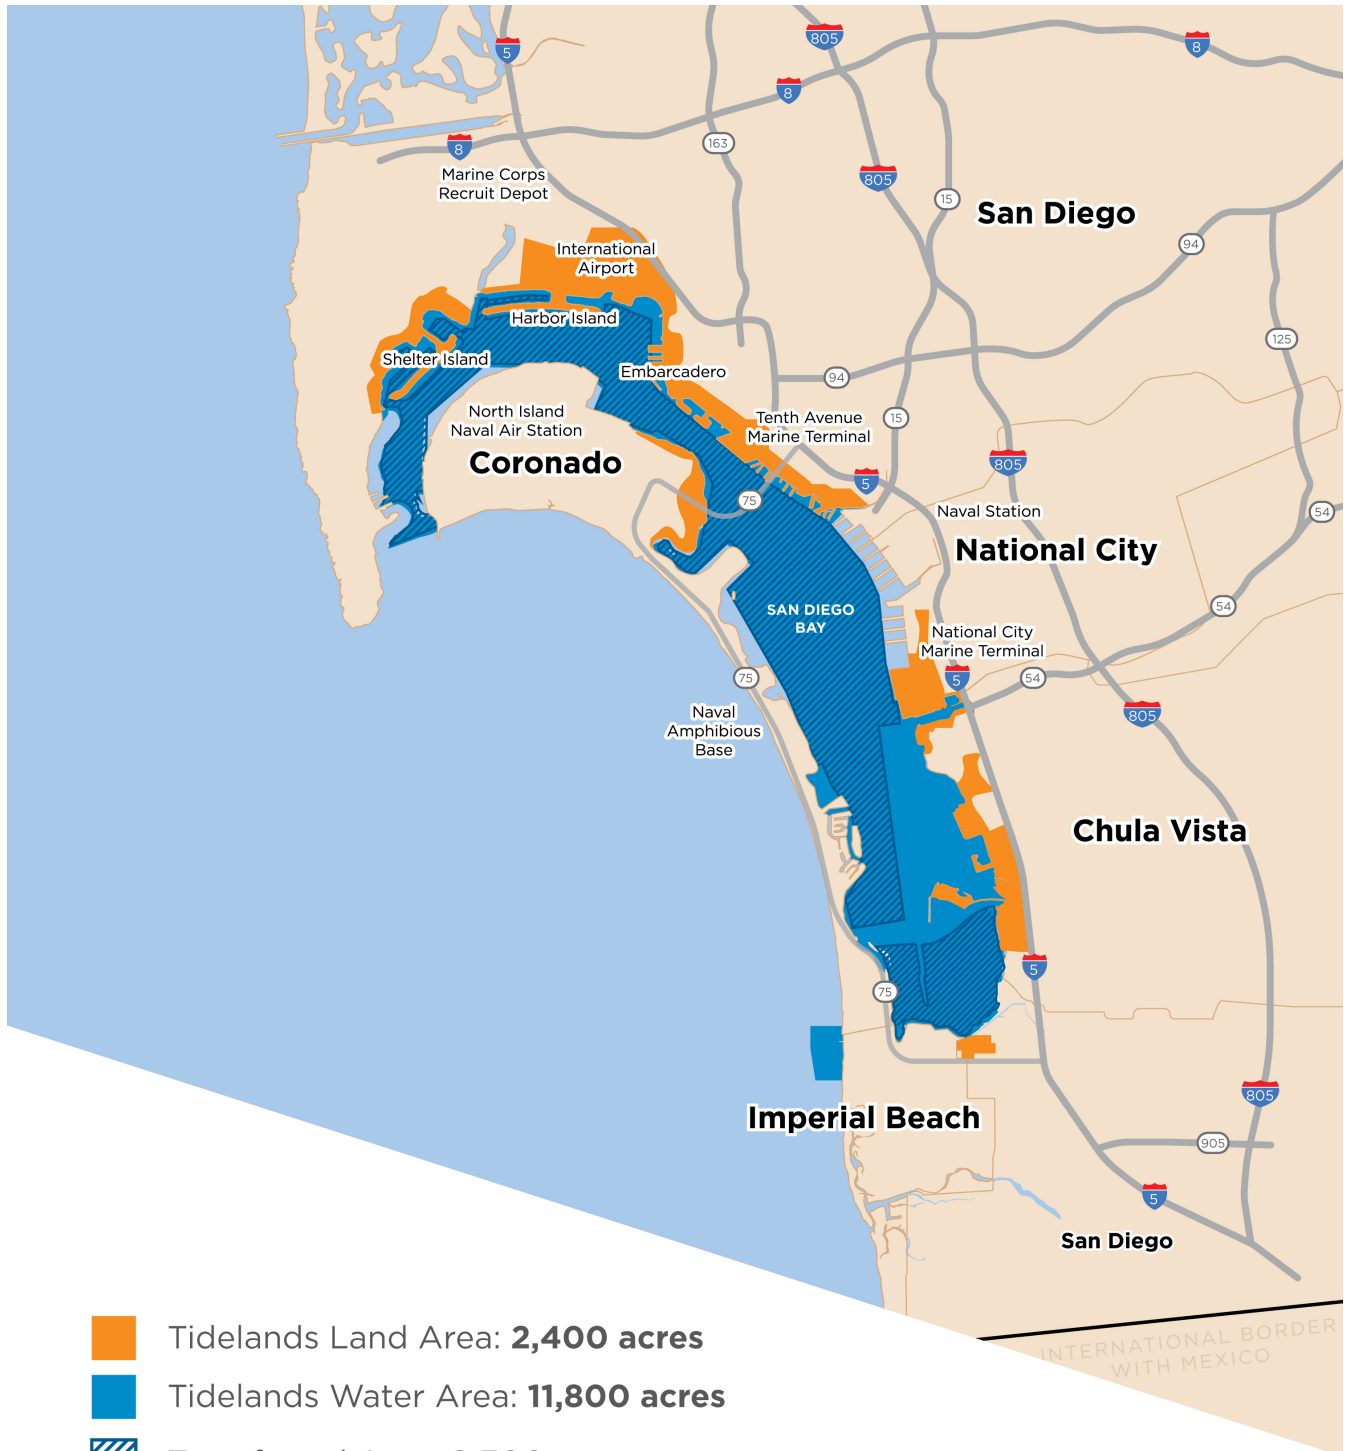 5
805
8
8
163
8
Marine Corps
Recruit Depot
805
15
San Diego
94
International
Airport
Harbor Island
125
Shelter Island
Embarcadero
94
North Island
Naval Air Station
Tenth Avenue
Marine Terminal
15
Coronado
805
5
75
Naval Station
54
National City
SAN DIEGO
BAY
54
National City
Marine Terminal
75
5
54
Naval
Amphibious
Base
805
Chula Vista
5
75
805
Imperial Beach
905
5
San Diego
INTERNATIONAL BORDER
WITH MEXICO
Tidelands Land Area: 2,400 acres
Tidelands Water Area: 11,800 acres